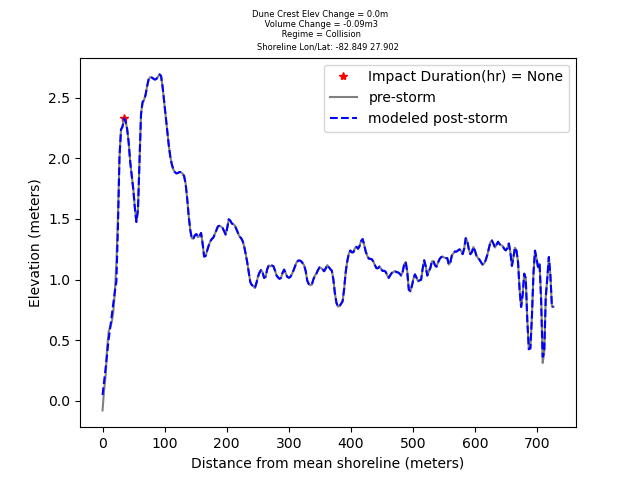 Dune Crest Elev Change = 0.0m
Volume Change = -0.09m3
Regime = Collision
Shoreline Lon/Lat: -82.849 27.902
Impact Duration(hr) = None
pre-storm
modeled post-storm
Elevation (meters)
2.5
2.0
1.5
1.0
0.5
0.0
0 100 200 300 400 500 600 700
Distance from mean shoreline (meters)